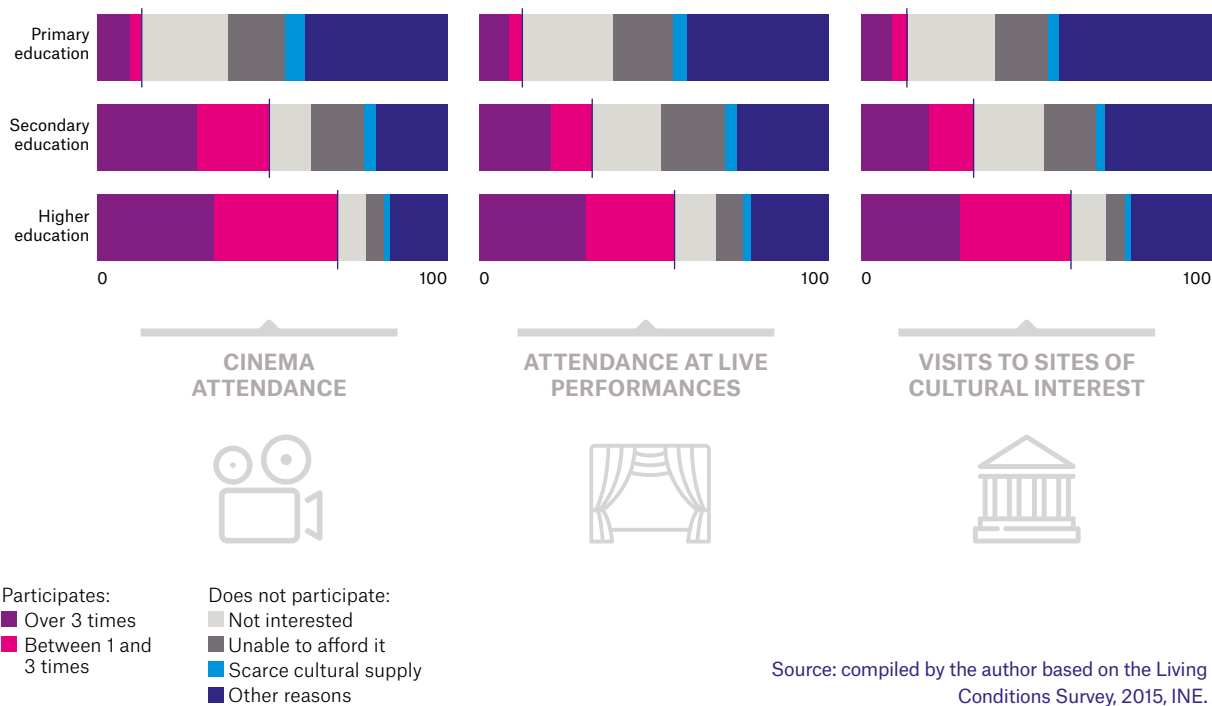 Primary
education
Secondary
education
Higher
education
0
100
0
100
0
100
CINEMA
ATTENDANCE
ATTENDANCE AT LIVE
PERFORMANCES
VISITS TO SITES OF
CULTURAL INTEREST
Participates:
Over 3 times
Between 1 and
3 times
Does not participate:
Not interested
Unable to afford it
Scarce cultural supply
Other reasons
Source: compiled by the author based on the Living
Conditions Survey, 2015, INE.